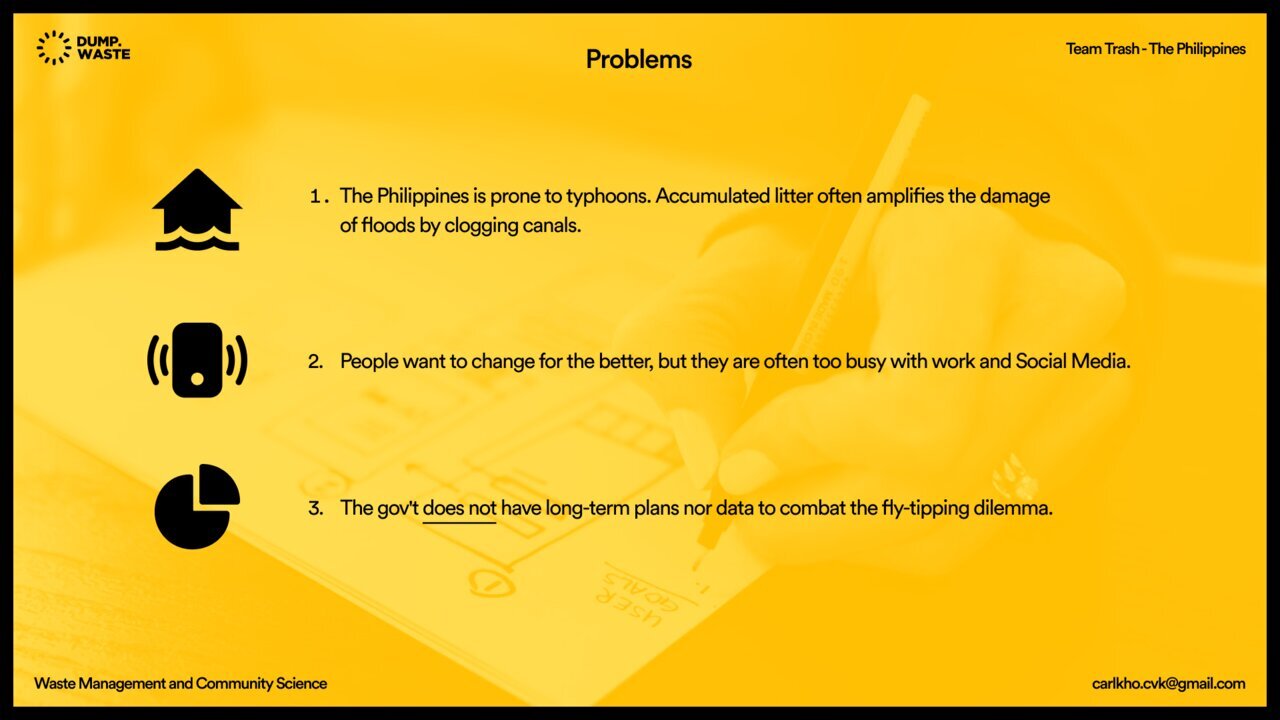 DUMP.
WASTE
Problems
Team Trash - The Philippines
1. The Philippines is prone to typhoons. Accumulated litter often amplifies the damage
of floods by clogging canals.
2. People want to change for the better, but they are often too busy with work and Social Media.
3. The gov't does not have long-term plans nor data to combat the fly-tipping dilemma.
USER
GOALS
1.
Waste Management and Community Science
carlkho.cvk@gmail.com